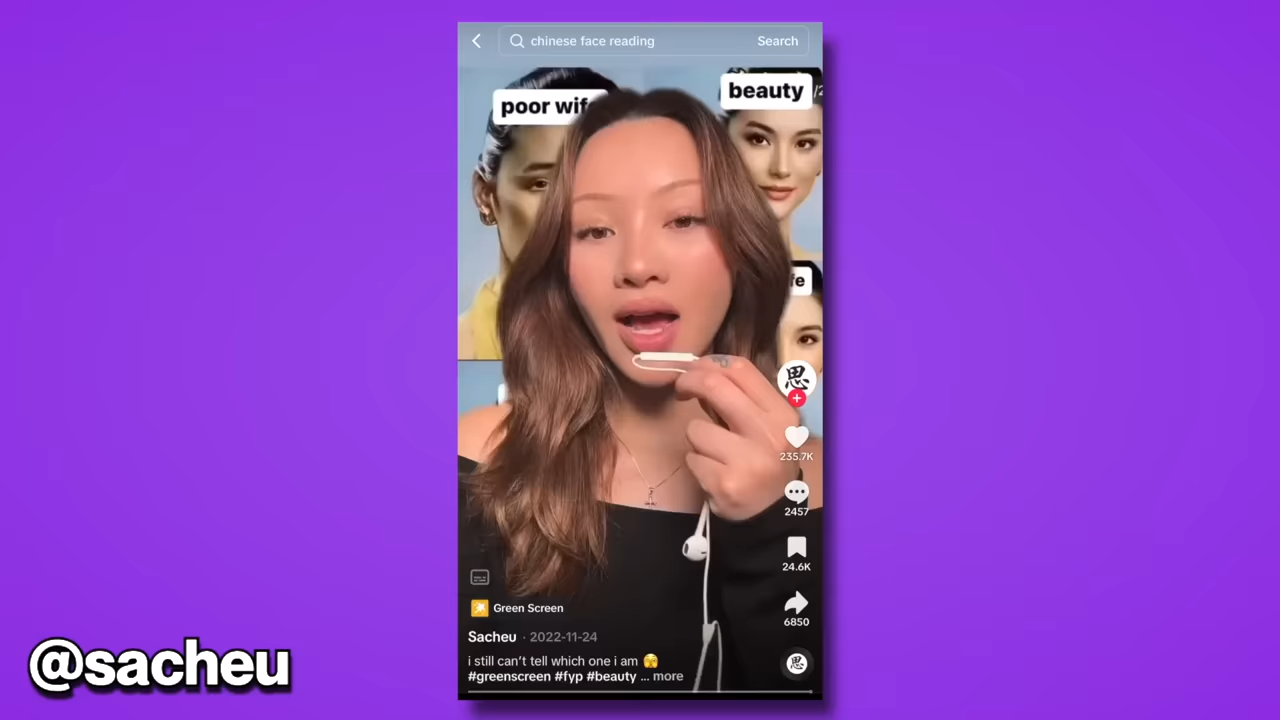 chinese face reading
Search
poor wif
beauty
/2
fe
思
235.7K
2457
24.6K
6850
Green Screen
Sacheu · 2022-11-24
i still can't tell which one i am 🫣
#greenscreen #fyp #beauty ... more
思
@sacheu